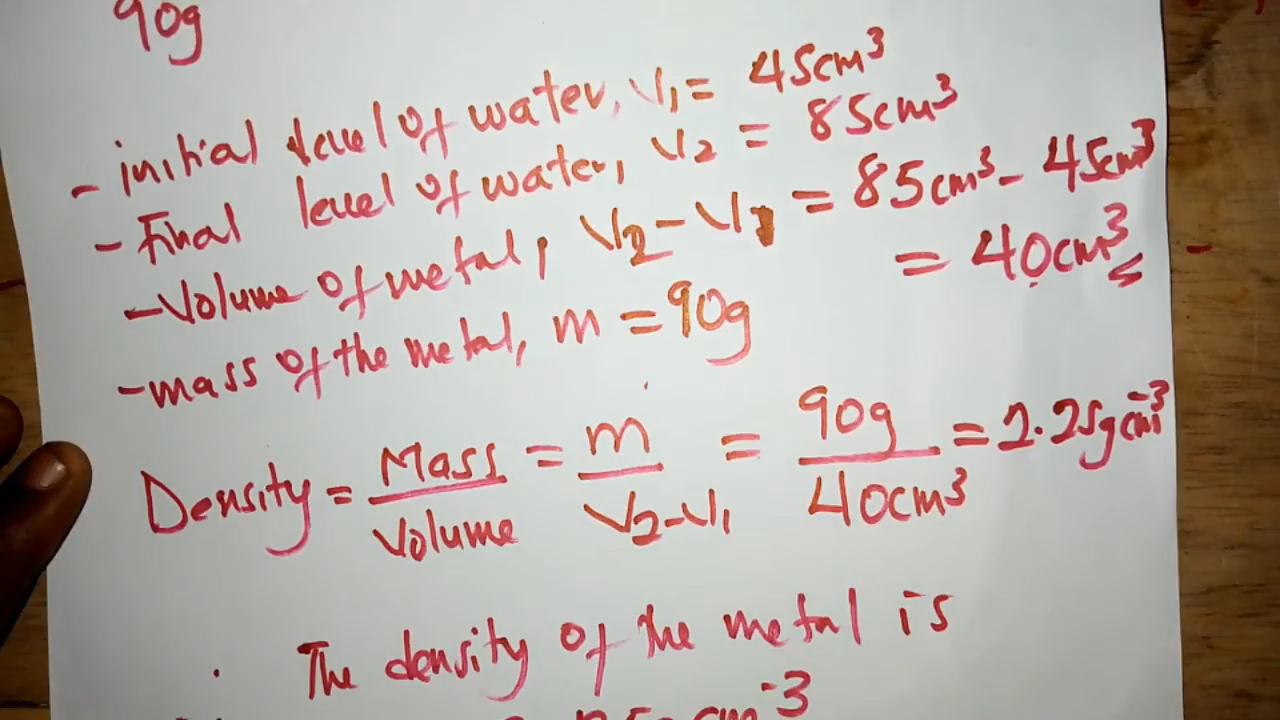 90g
- initial level of water, V₁ = 45cm³
- Final level of water, V₂ = 85cm³
- Volume of metal, V₂ - V₁ = 85cm³ - 45cm³
= 40cm³
- mass of the metal, m = 90g
Density = Mass/Volume = m/V₂-V₁ = 90g/40cm³ = 2.25gcm⁻³
The density of the metal is
cm⁻³